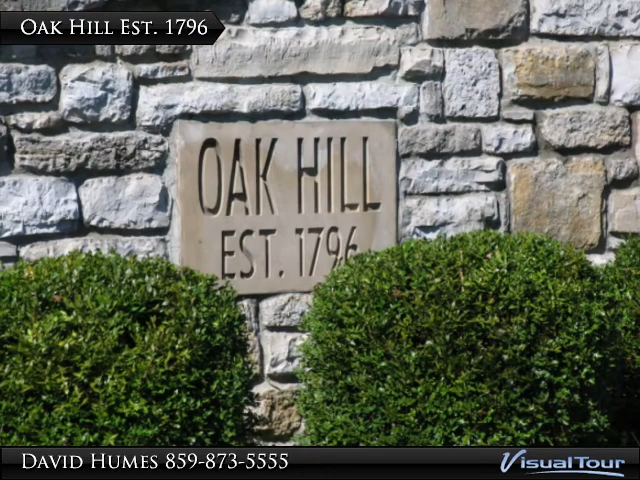 Oak Hill Est. 1796
OAK HILL
EST. 1796
David Humes 859-873-5555
VisualTour